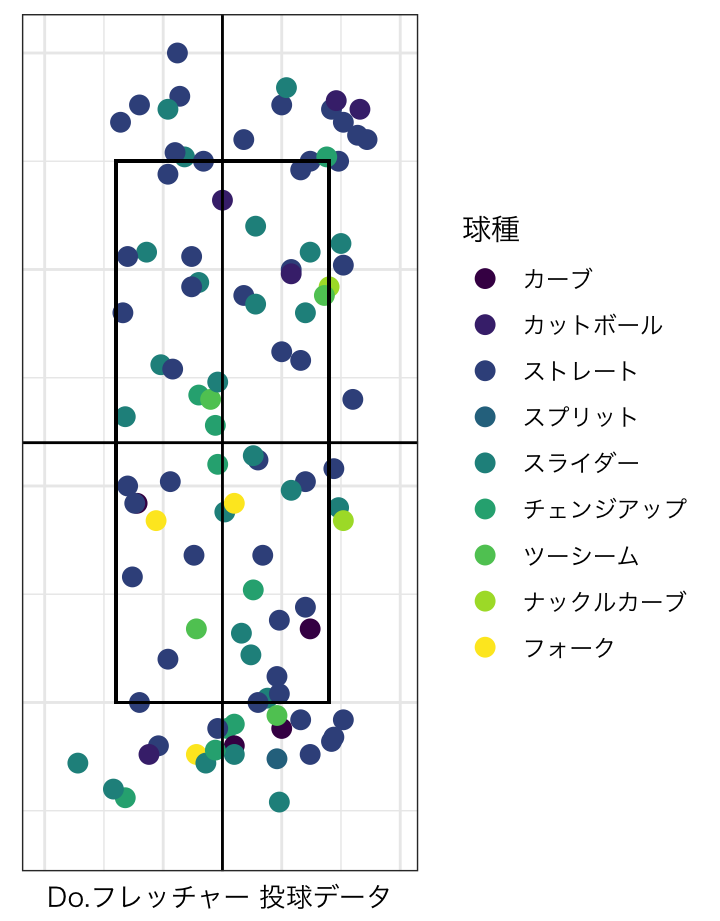 球種
カーブ
カットボール
ストレート
スプリット
スライダー
チェンジアップ
ツーシーム
ナックルカーブ
フォーク
Do.フレッチャー 投球データ